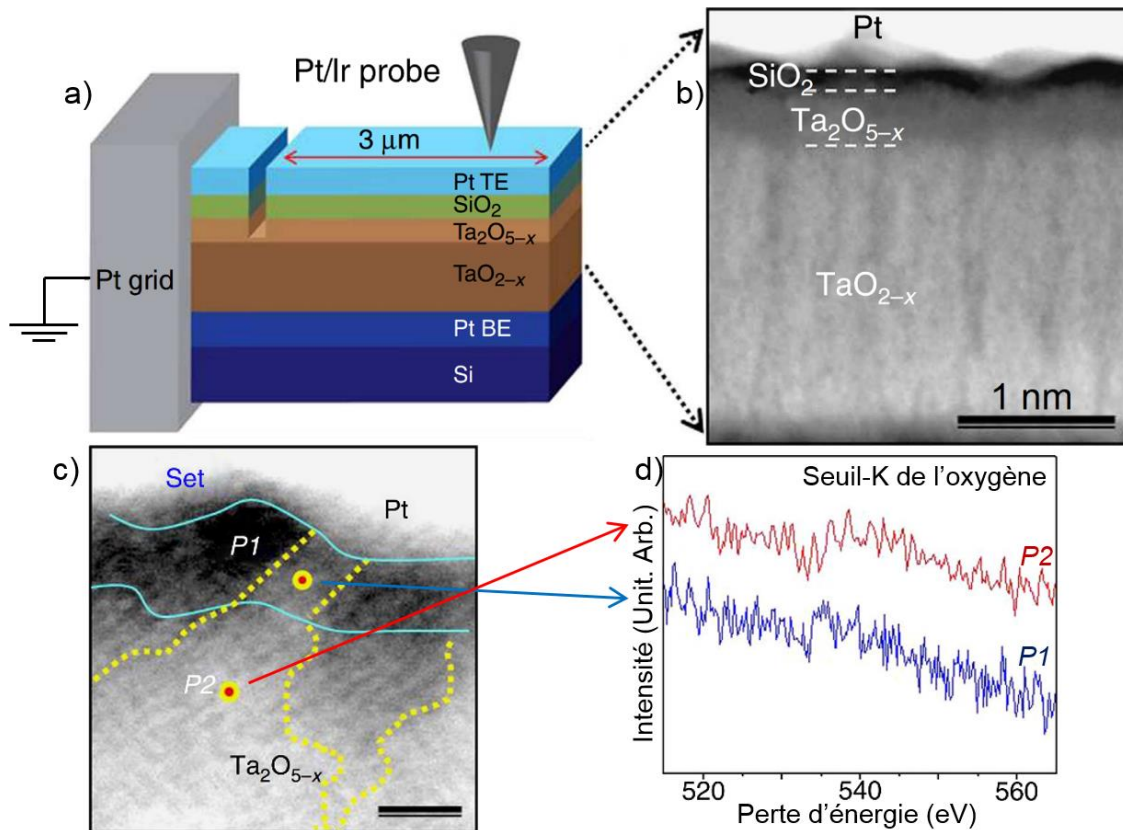 a)
Pt/Ir probe
3 μm
Pt TE
SiO₂
Ta₂O₅₋ₓ
TaO₂₋ₓ
Pt BE
Si
Pt grid
b)
Pt
SiO₂
Ta₂O₅₋ₓ
TaO₂₋ₓ
1 nm
c)
Set
Pt
P1
P2
Ta₂O₅₋ₓ
d)
Seuil-K de l’oxygène
P2
P1
Intensité (Unit. Arb.)
520 540 560
Perte d’énergie (eV)